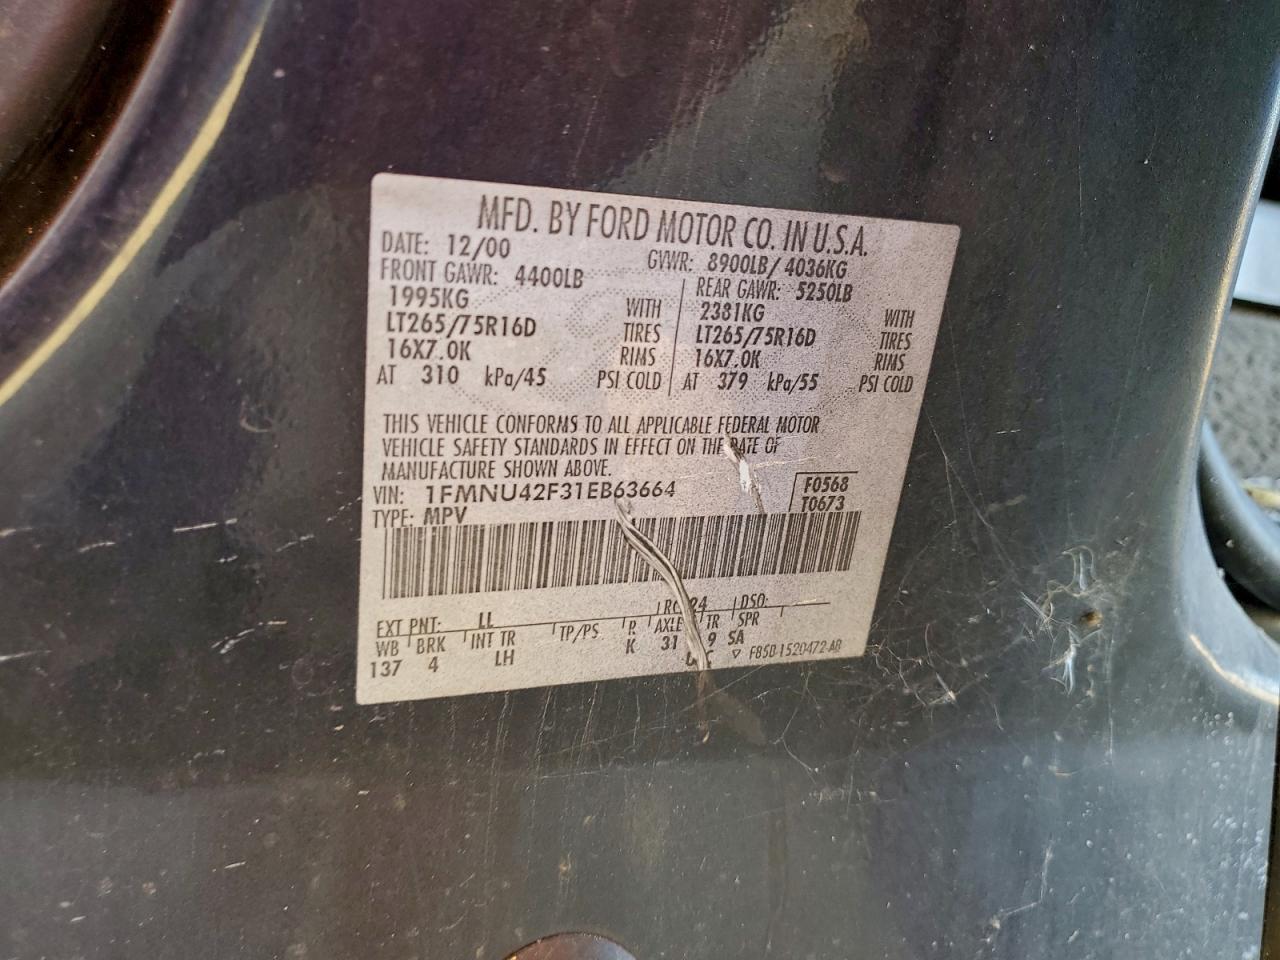 MFD. BY FORD MOTOR CO. IN U.S.A.
DATE: 12/00 GVWR: 8900LB/4036KG
FRONT GAWR: 4400LB REAR GAWR: 5250LB
1995KG WITH 2381KG WITH
LT265/75R16D TIRES LT265/75R16D TIRES
16X7.0K RIMS 16X7.0K RIMS
AT 310 kPa/45 PSI COLD AT 379 kPa/55 PSI COLD
THIS VEHICLE CONFORMS TO ALL APPLICABLE FEDERAL MOTOR
VEHICLE SAFETY STANDARDS IN EFFECT ON THE DATE OF
MANUFACTURE SHOWN ABOVE.
VIN: 1FMNU42F31EB63664 F0568
TYPE: MPV T0673
EXT PNT: LL RC: 24 DSO:
WB BRK INT TR TP/PS R AXLE TR SPR
137 4 LH K 31 9 SA
▽ F85B-1520472-AB